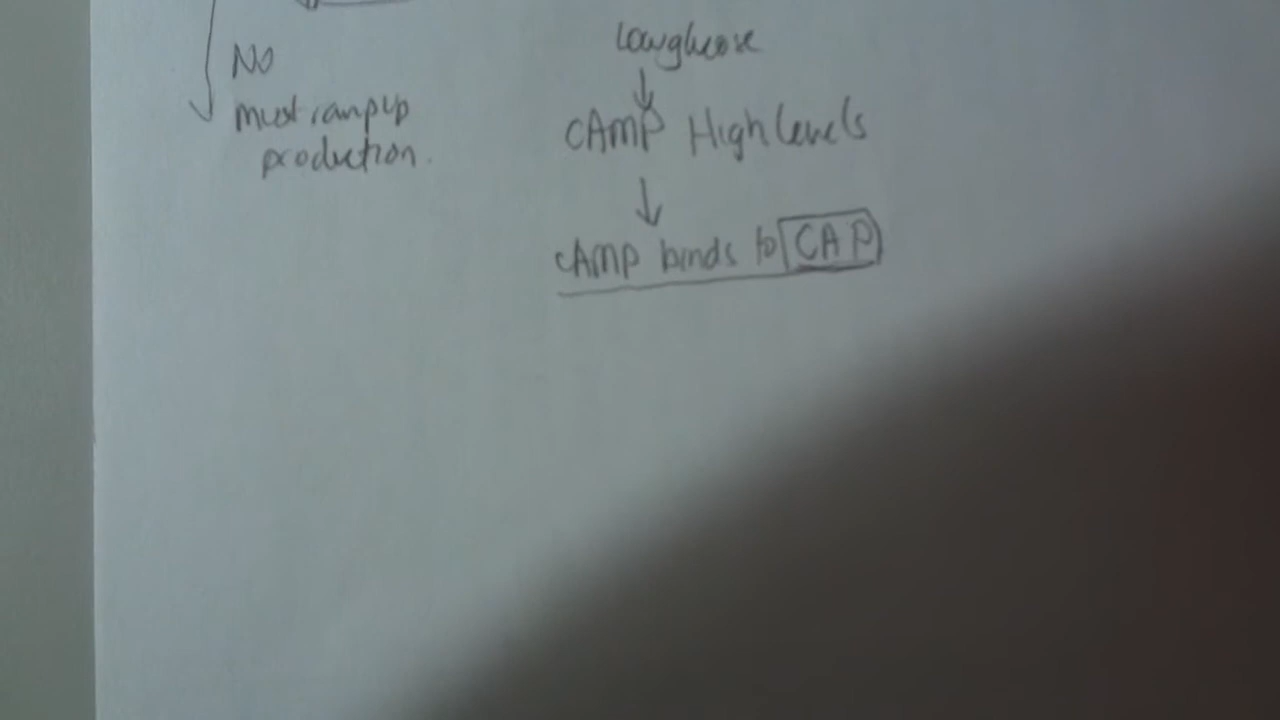 No
must ramp up
production.
low glucose
cAMP High levels
cAMP binds to CAP